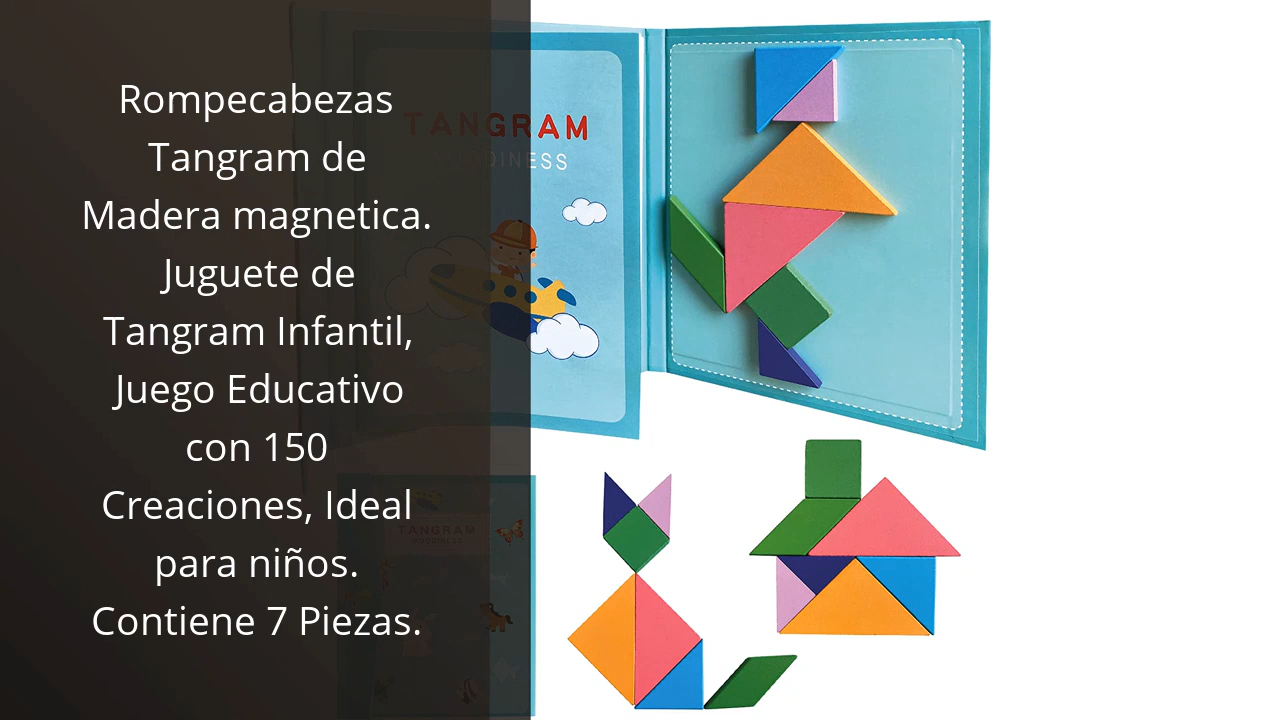 Rompecabezas
Tangram de
Madera magnetica.
Juguete de
Tangram Infantil,
Juego Educativo
con 150
Creaciones, Ideal
para niños.
Contiene 7 Piezas.
TANGRAM
TANGRAM